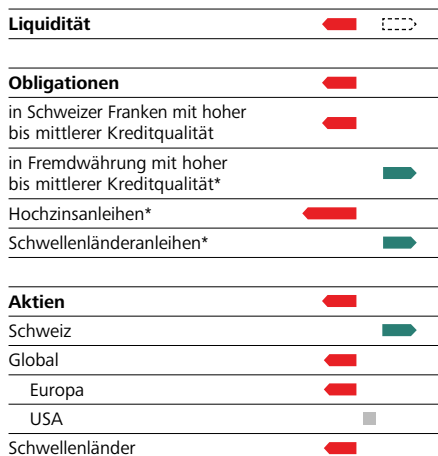 Liquidität
Obligationen
in Schweizer Franken mit hoher
bis mittlerer Kreditqualität
in Fremdwährung mit hoher
bis mittlerer Kreditqualität*
Hochzinsanleihen*
Schwellenländeranleihen*
Aktien
Schweiz
Global
Europa
USA
Schwellenländer